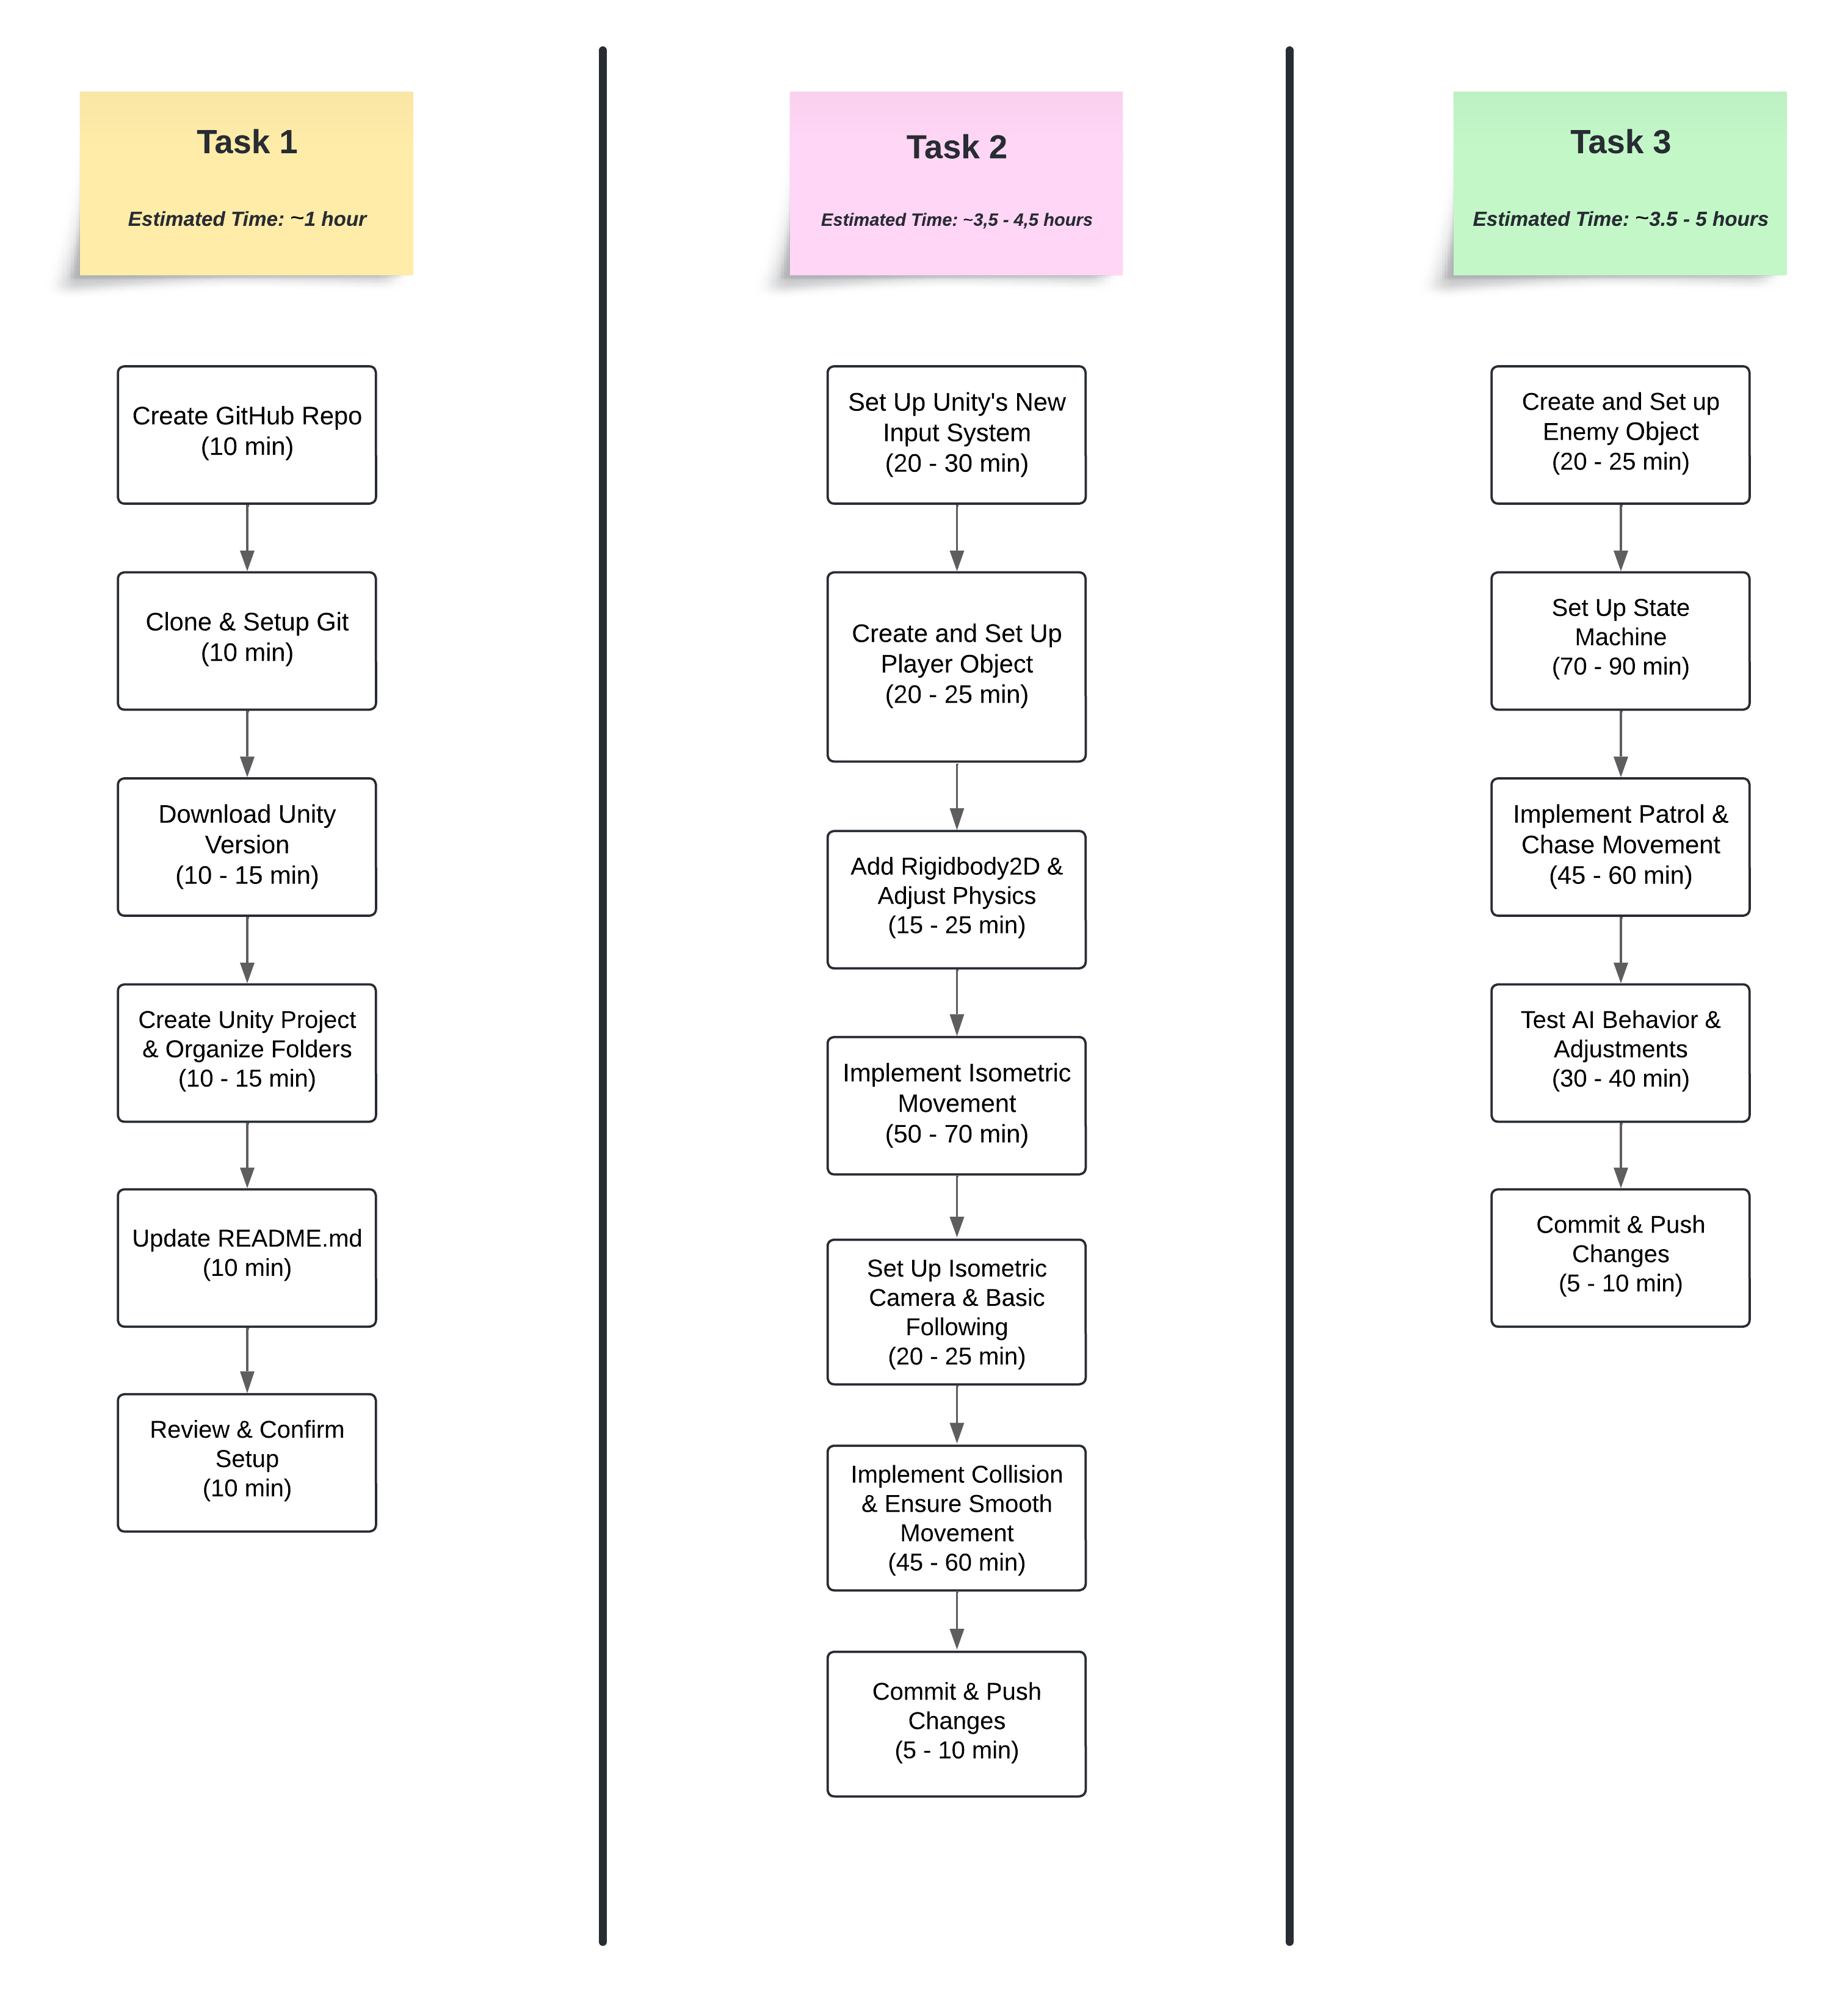 Task 1
Estimated Time: ~1 hour
Create GitHub Repo
(10 min)
Clone & Setup Git
(10 min)
Download Unity
Version
(10 - 15 min)
Create Unity Project
& Organize Folders
(10 - 15 min)
Update README.md
(10 min)
Review & Confirm
Setup
(10 min)
Task 2
Estimated Time: ~3,5 - 4,5 hours
Set Up Unity's New
Input System
(20 - 30 min)
Create and Set Up
Player Object
(20 - 25 min)
Add Rigidbody2D &
Adjust Physics
(15 - 25 min)
Implement Isometric
Movement
(50 - 70 min)
Set Up Isometric
Camera & Basic
Following
(20 - 25 min)
Implement Collision
& Ensure Smooth
Movement
(45 - 60 min)
Commit & Push
Changes
(5 - 10 min)
Task 3
Estimated Time: ~3.5 - 5 hours
Create and Set up
Enemy Object
(20 - 25 min)
Set Up State
Machine
(70 - 90 min)
Implement Patrol &
Chase Movement
(45 - 60 min)
Test AI Behavior &
Adjustments
(30 - 40 min)
Commit & Push
Changes
(5 - 10 min)